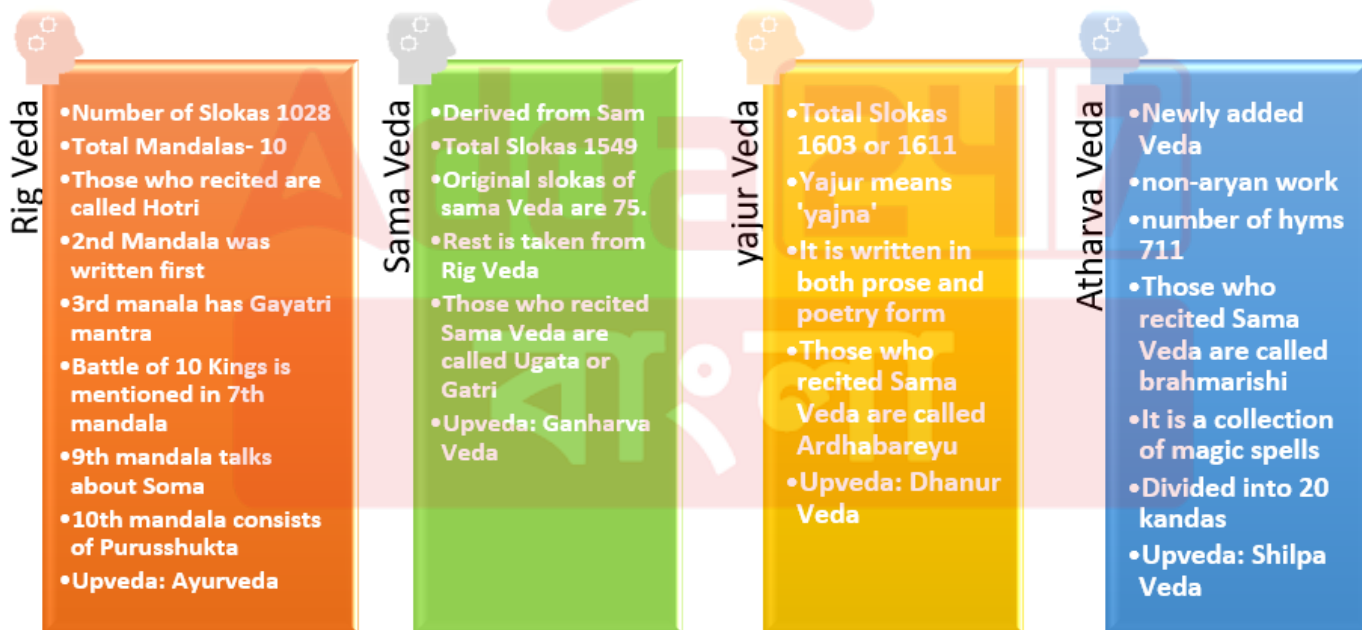 Rig Veda
•Number of Slokas 1028
•Total Mandalas- 10
•Those who recited are
called Hotri
•2nd Mandala was
written first
•3rd manala has Gayatri
mantra
•Battle of 10 Kings is
mentioned in 7th
mandala
•9th mandala talks
about Soma
•10th mandala consists
of Purusshukta
•Upveda: Ayurveda
Sama Veda
•Derived from Sam
•Total Slokas 1549
•Original slokas of
sama Veda are 75.
•Rest is taken from
Rig Veda
•Those who recited
Sama Veda are
called Ugata or
Gatri
•Upveda: Ganharva
Veda
yajur Veda
•Total Slokas
1603 or 1611
•Yajur means
'yajna'
•It is written in
both prose and
poetry form
•Those who
recited Sama
Veda are called
Ardhabareyu
•Upveda: Dhanur
Veda
Atharva Veda
•Newly added
Veda
•non-aryan work
•number of hyms
711
•Those who
recited Sama
Veda are called
brahmarishi
•It is a collection
of magic spells
•Divided into 20
kandas
•Upveda: Shilpa
Veda
Adda247
বাংলা